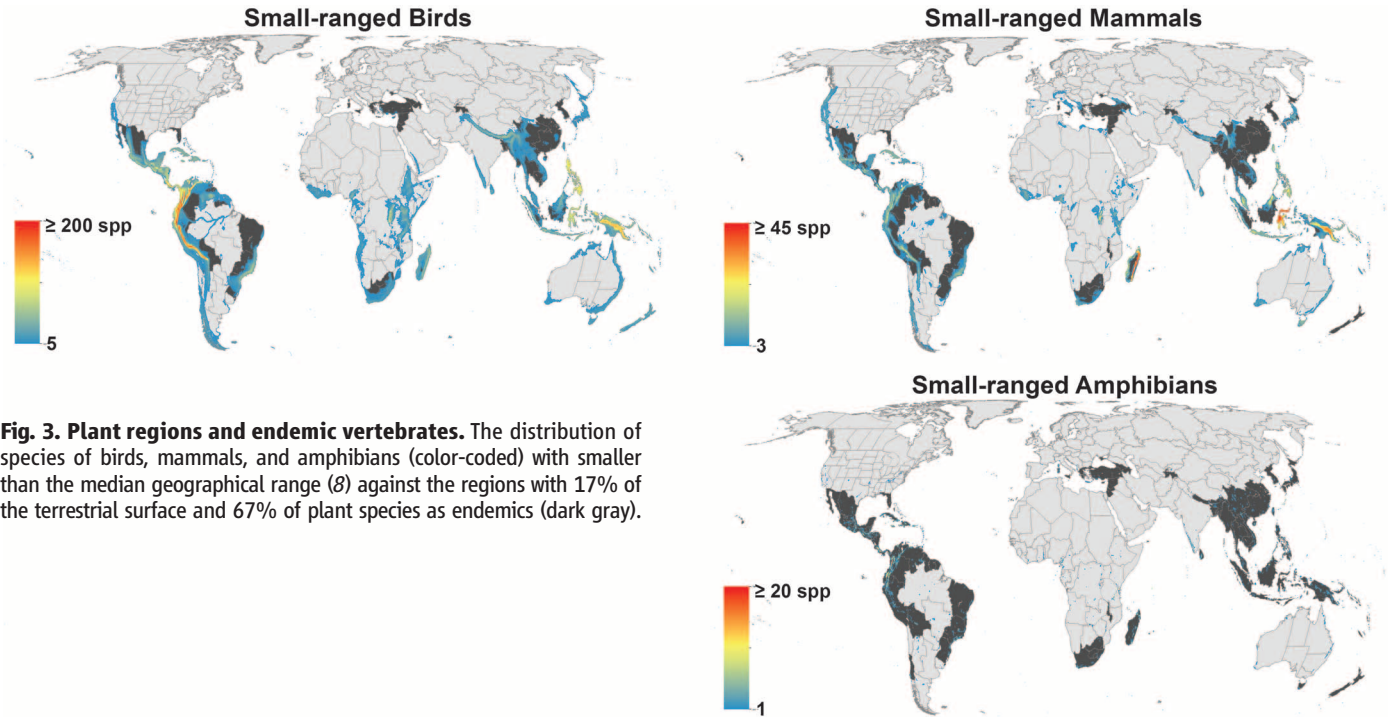 Small-ranged Birds
≥ 200 spp
5
Small-ranged Mammals
≥ 45 spp
3
Fig. 3. Plant regions and endemic vertebrates. The distribution of
species of birds, mammals, and amphibians (color-coded) with smaller
than the median geographical range (8) against the regions with 17% of
the terrestrial surface and 67% of plant species as endemics (dark gray).
Small-ranged Amphibians
≥ 20 spp
1